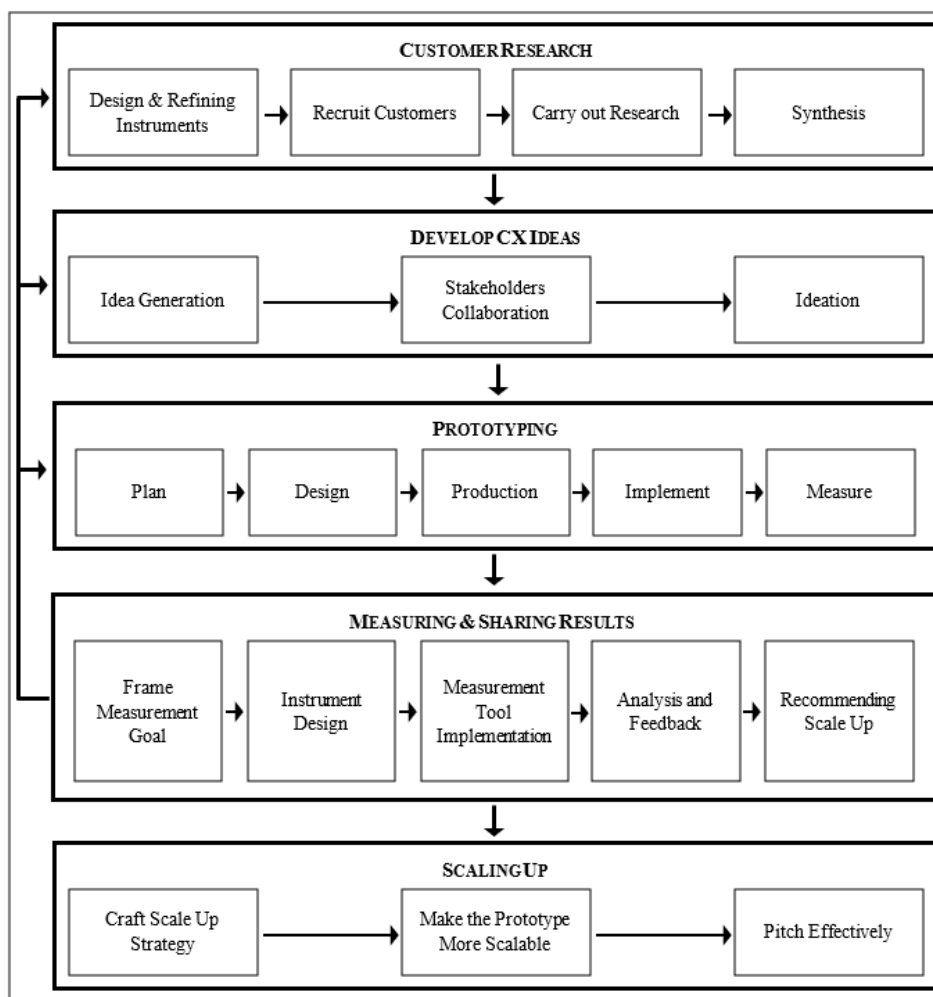 CUSTOMER RESEARCH
Design & Refining
Instruments
Recruit Customers
Carry out Research
Synthesis
DEVELOP CX IDEAS
Idea Generation
Stakeholders
Collaboration
Ideation
PROTOTYPING
Plan
Design
Production
Implement
Measure
MEASURING & SHARING RESULTS
Frame
Measurement
Goal
Instrument
Design
Measurement
Tool
Implementation
Analysis and
Feedback
Recommending
Scale Up
SCALING UP
Craft Scale Up
Strategy
Make the Prototype
More Scalable
Pitch Effectively